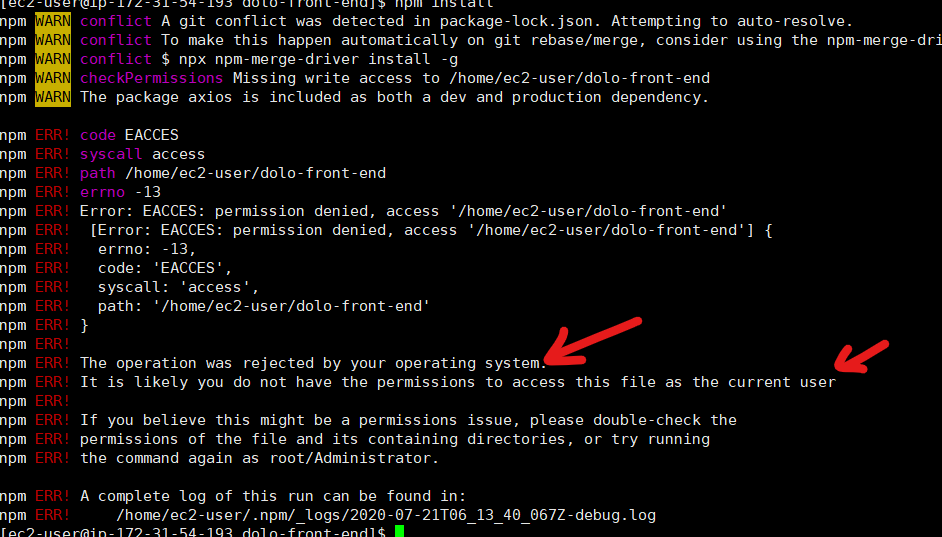 [ec2-user@ip-172-31-54-193 dolo-front-end]$ npm install
npm WARN conflict A git conflict was detected in package-lock.json. Attempting to auto-resolve.
npm WARN conflict To make this happen automatically on git rebase/merge, consider using the npm-merge-dri
npm WARN conflict $ npx npm-merge-driver install -g
npm WARN checkPermissions Missing write access to /home/ec2-user/dolo-front-end
npm WARN The package axios is included as both a dev and production dependency.
npm ERR! code EACCES
npm ERR! syscall access
npm ERR! path /home/ec2-user/dolo-front-end
npm ERR! errno -13
npm ERR! Error: EACCES: permission denied, access '/home/ec2-user/dolo-front-end'
npm ERR!  [Error: EACCES: permission denied, access '/home/ec2-user/dolo-front-end'] {
npm ERR!   errno: -13,
npm ERR!   code: 'EACCES',
npm ERR!   syscall: 'access',
npm ERR!   path: '/home/ec2-user/dolo-front-end'
npm ERR! }
npm ERR!
npm ERR! The operation was rejected by your operating system.
npm ERR! It is likely you do not have the permissions to access this file as the current user
npm ERR!
npm ERR! If you believe this might be a permissions issue, please double-check the
npm ERR! permissions of the file and its containing directories, or try running
npm ERR! the command again as root/Administrator.
npm ERR! A complete log of this run can be found in:
npm ERR!     /home/ec2-user/.npm/_logs/2020-07-21T06_13_40_067Z-debug.log
[ec2-user@ip-172-31-54-193 dolo-front-end]$